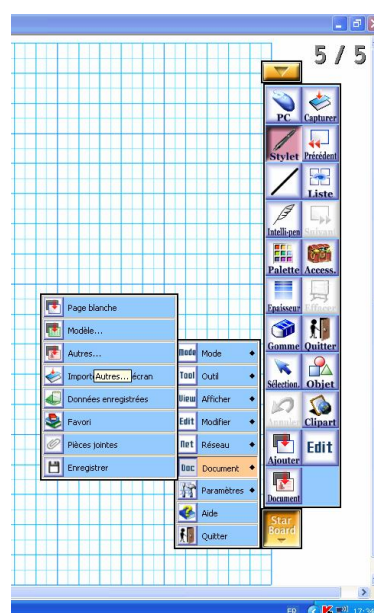 5 / 5
PC Capturer
Stylet Précédent
Liste
Intelli-pen Suivant
Palette Access.
Epaisseur Effacer
Gomme Quitter
Sélection. Objet
Annuler Clipart
Ajouter Edit
Document
Star
Board
Mode Mode
Tool Outil
View Afficher
Edit Modifier
Net Réseau
Doc Document
Paramètres
Aide
Quitter
Page blanche
Modèle...
Autres...
Import Autres... écran
Données enregistrées
Favori
Pièces jointes
Enregistrer
FR 17:34